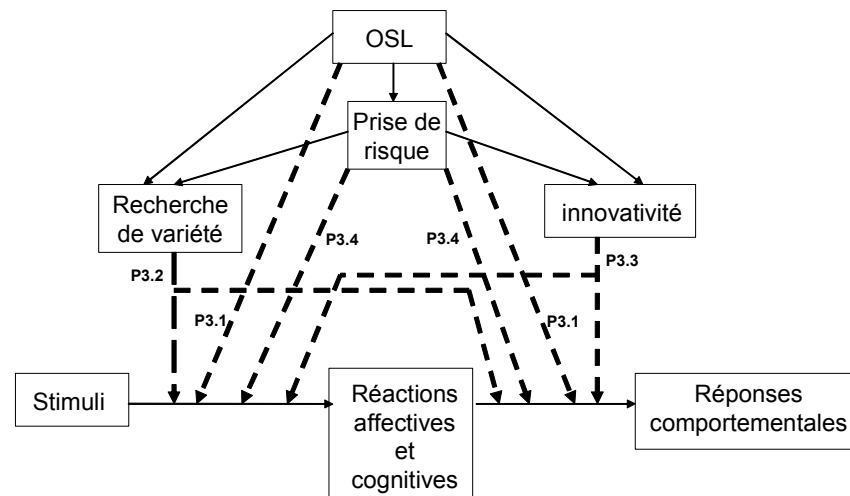 OSL
Prise de
risque
Recherche
de variété
innovativité
P3.4
P3.4
P3.2
P3.3
P3.1
P3.1
Stimuli
Réactions
affectives
et
cognitives
Réponses
comportementales